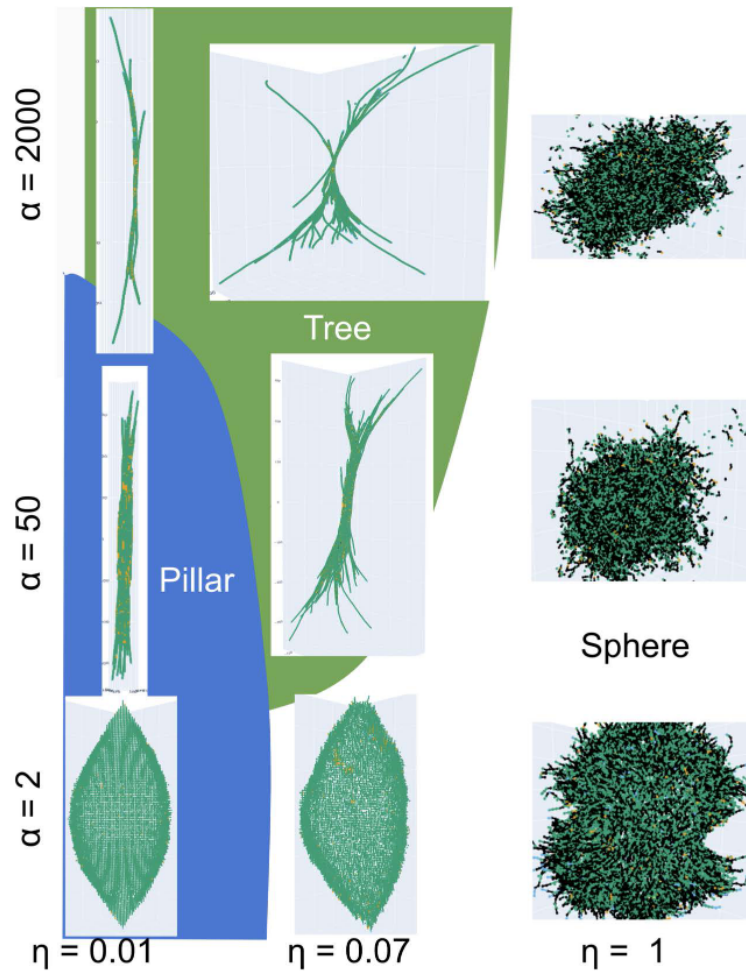 α = 2000
Tree
α = 50
Pillar
Sphere
α = 2
η = 0.01
η = 0.07
η = 1